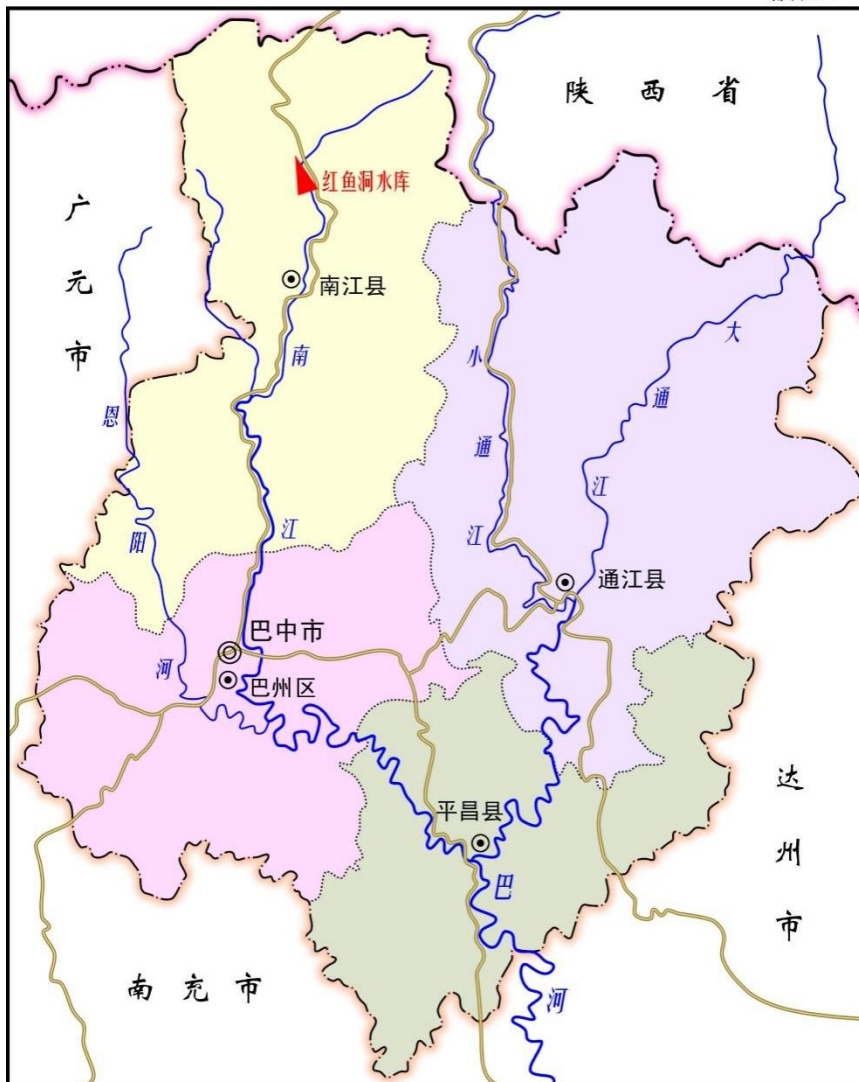 陕西省
广元市
红鱼洞水库
南江县
南江
恩阳河
小通江
大通江
通江县
巴中市
巴州区
平昌县
巴河
达州市
南充市